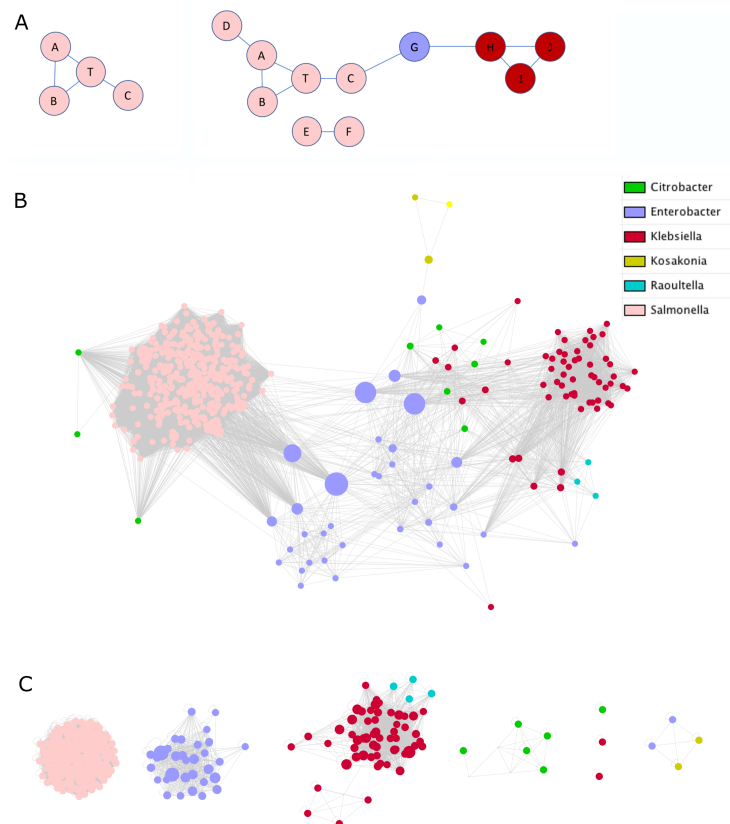 A
A
T
B
C
D
A
B
T
C
E
F
G
H
J
I
B
Citrobacter
Enterobacter
Klebsiella
Kosakonia
Raoultella
Salmonella
C